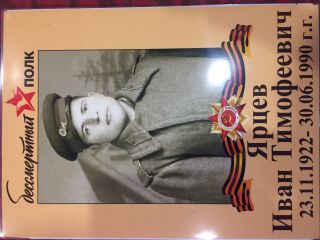 бессмертный
ПОЛК
Ярцев
Иван Тимофеевич
23.11.1922- 30.06.1990 г.г.